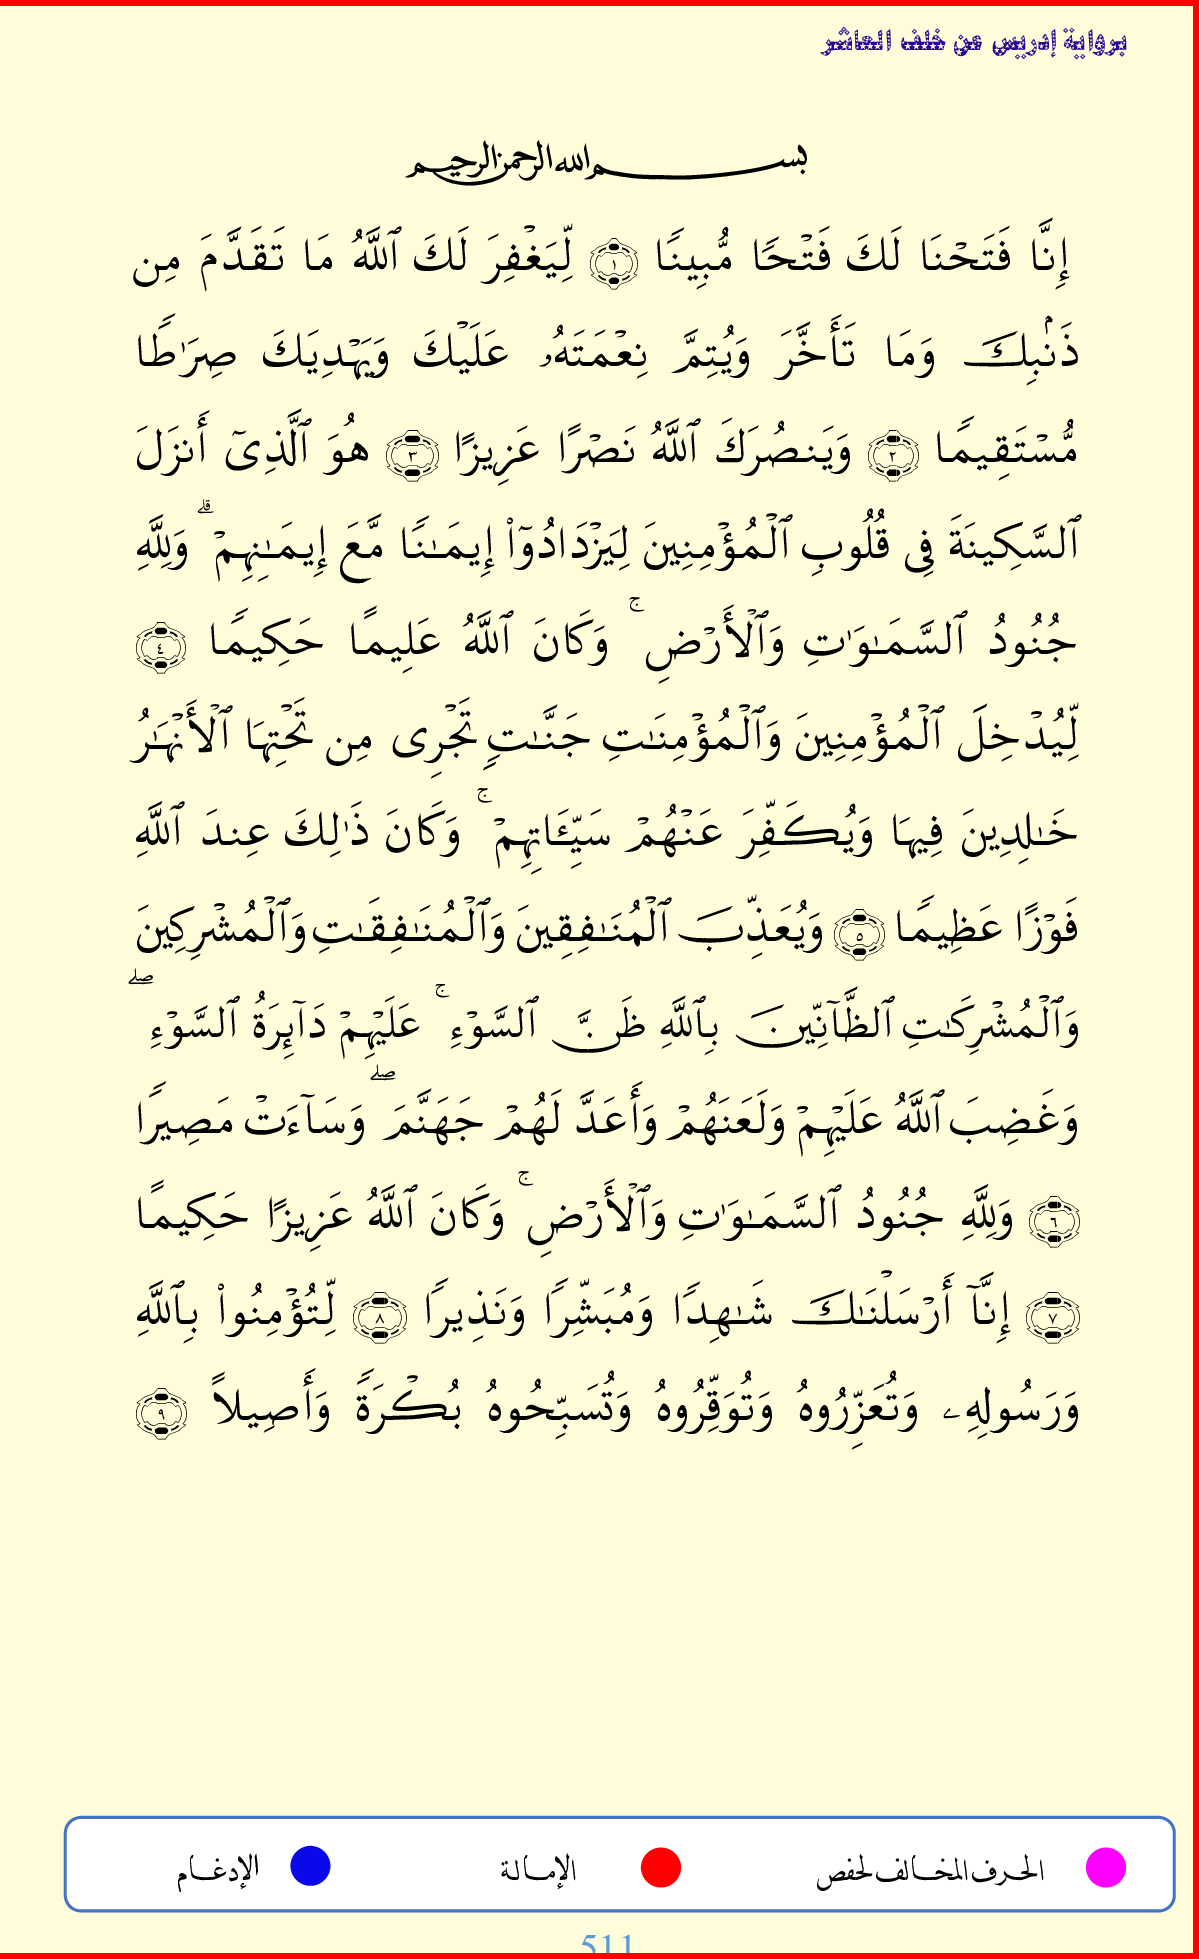 برواية إدريس عن خلف العاشر
بســـــم الله الرحمن الرحيم
إِنَّا فَتَحْنَا لَكَ فَتْحًا مُّبِينًا ١ لِّيَغْفِرَ لَكَ ٱللَّهُ مَا تَقَدَّمَ مِن
ذَنۢبِكَ وَمَا تَأَخَّرَ وَيُتِمَّ نِعْمَتَهُۥ عَلَيْكَ وَيَهْدِيَكَ صِرَٰطًا
مُّسْتَقِيمًا ٢ وَيَنصُرَكَ ٱللَّهُ نَصْرًا عَزِيزًا ٣ هُوَ ٱلَّذِىٓ أَنزَلَ
ٱلسَّكِينَةَ فِى قُلُوبِ ٱلْمُؤْمِنِينَ لِيَزْدَادُوٓا۟ إِيمَـٰنًا مَّعَ إِيمَـٰنِهِمْ ۗ وَلِلَّهِ
جُنُودُ ٱلسَّمَـٰوَٰتِ وَٱلْأَرْضِ ۚ وَكَانَ ٱللَّهُ عَلِيمًا حَكِيمًا ٤
لِّيُدْخِلَ ٱلْمُؤْمِنِينَ وَٱلْمُؤْمِنَـٰتِ جَنَّـٰتٍ تَجْرِى مِن تَحْتِهَا ٱلْأَنْهَـٰرُ
خَـٰلِدِينَ فِيهَا وَيُكَفِّرَ عَنْهُمْ سَيِّـَٔاتِهِمْ ۚ وَكَانَ ذَٰلِكَ عِندَ ٱللَّهِ
فَوْزًا عَظِيمًا ٥ وَيُعَذِّبَ ٱلْمُنَـٰفِقِينَ وَٱلْمُنَـٰفِقَـٰتِ وَٱلْمُشْرِكِينَ
وَٱلْمُشْرِكَـٰتِ ٱلظَّآنِّينَ بِٱللَّهِ ظَنَّ ٱلسَّوْءِ ۚ عَلَيْهِمْ دَآئِرَةُ ٱلسَّوْءِ ۖ
وَغَضِبَ ٱللَّهُ عَلَيْهِمْ وَلَعَنَهُمْ وَأَعَدَّ لَهُمْ جَهَنَّمَ ۖ وَسَآءَتْ مَصِيرًا
٦ وَلِلَّهِ جُنُودُ ٱلسَّمَـٰوَٰتِ وَٱلْأَرْضِ ۚ وَكَانَ ٱللَّهُ عَزِيزًا حَكِيمًا
٧ إِنَّآ أَرْسَلْنَـٰكَ شَـٰهِدًا وَمُبَشِّرًا وَنَذِيرًا ٨ لِّتُؤْمِنُوا۟ بِٱللَّهِ
وَرَسُولِهِۦ وَتُعَزِّرُوهُ وَتُوَقِّرُوهُ وَتُسَبِّحُوهُ بُكْرَةً وَأَصِيلاً ٩
الحرف المخالف لحفص الإمالة الإدغام
511